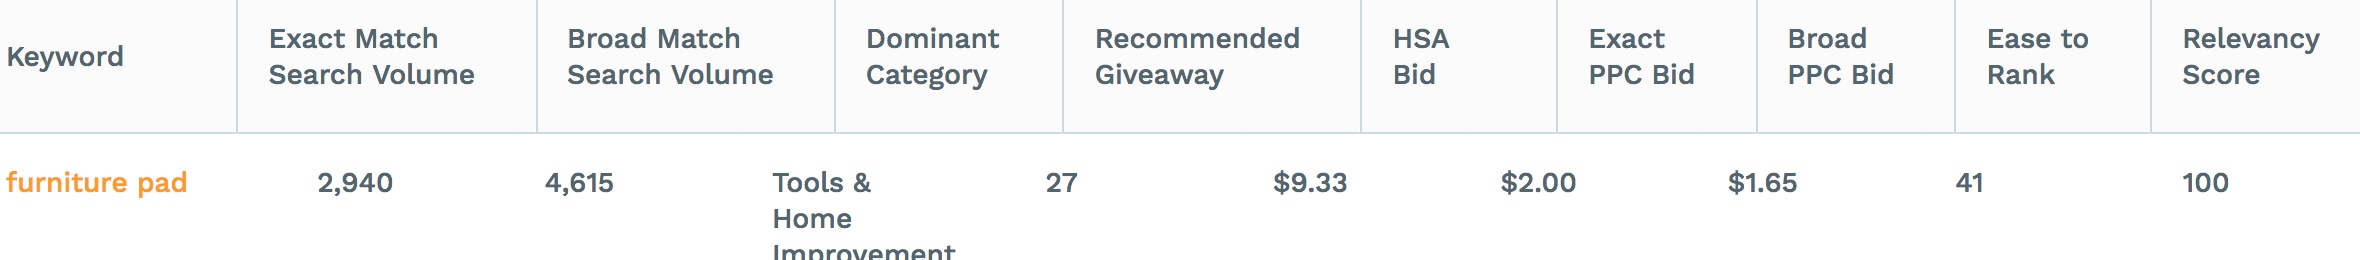 Keyword
Exact Match
Search Volume
Broad Match
Search Volume
Dominant
Category
Recommended
Giveaway
HSA
Bid
Exact
PPC Bid
Broad
PPC Bid
Ease to
Rank
Relevancy
Score
furniture pad
2,940
4,615
Tools &
Home
Improvement
27
$9.33
$2.00
$1.65
41
100